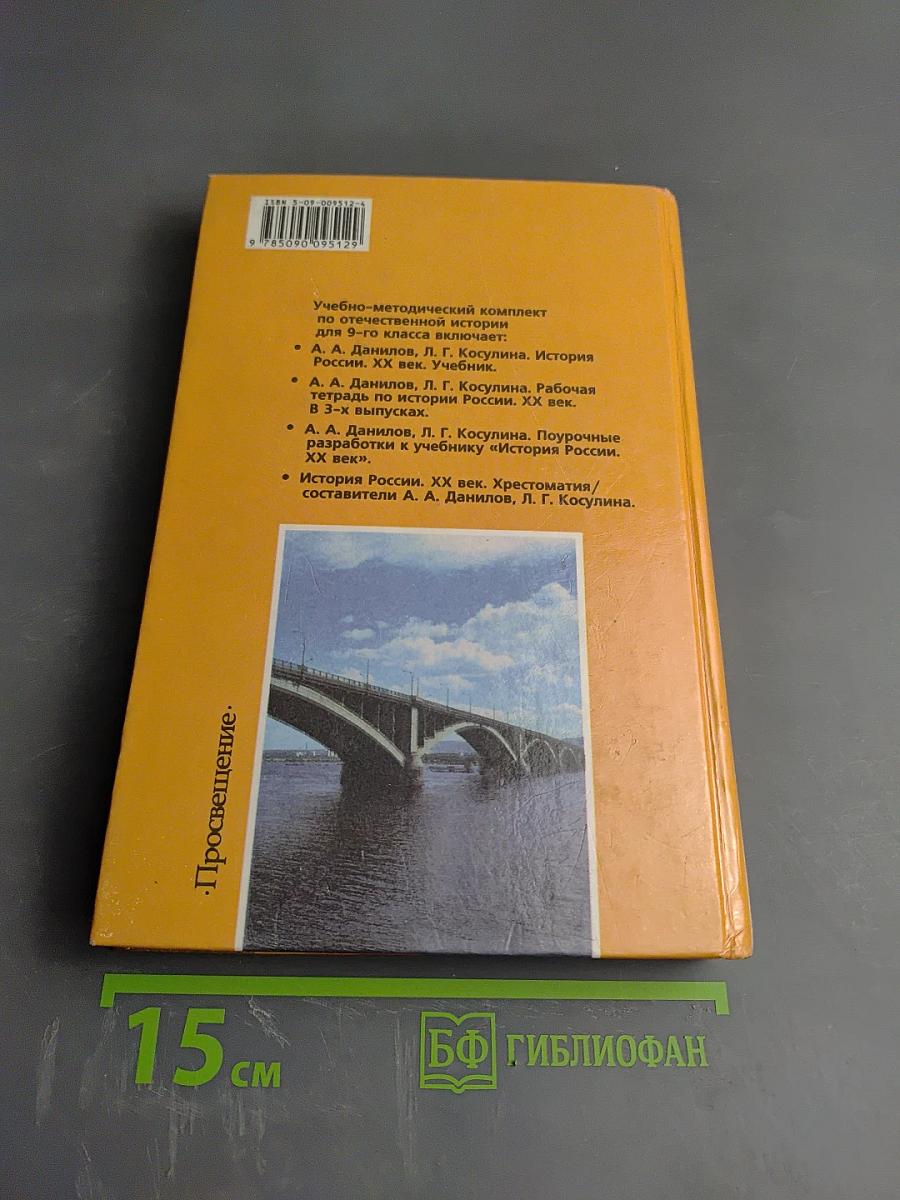 ISBN 5-09-009512-4
9 785090 095129
Учебно-методический комплект
по отечественной истории
для 9-го класса включает:
• А. А. Данилов, Л. Г. Косулина. История
России. XX век. Учебник.
• А. А. Данилов, Л. Г. Косулина. Рабочая
тетрадь по истории России. XX век.
В 3-х выпусках.
• А. А. Данилов, Л. Г. Косулина. Поурочные
разработки к учебнику «История России.
XX век».
• История России. XX век. Хрестоматия/
составители А. А. Данилов, Л. Г. Косулина.
·Просвещение·
15 см
БФ ГИБЛИОФАН